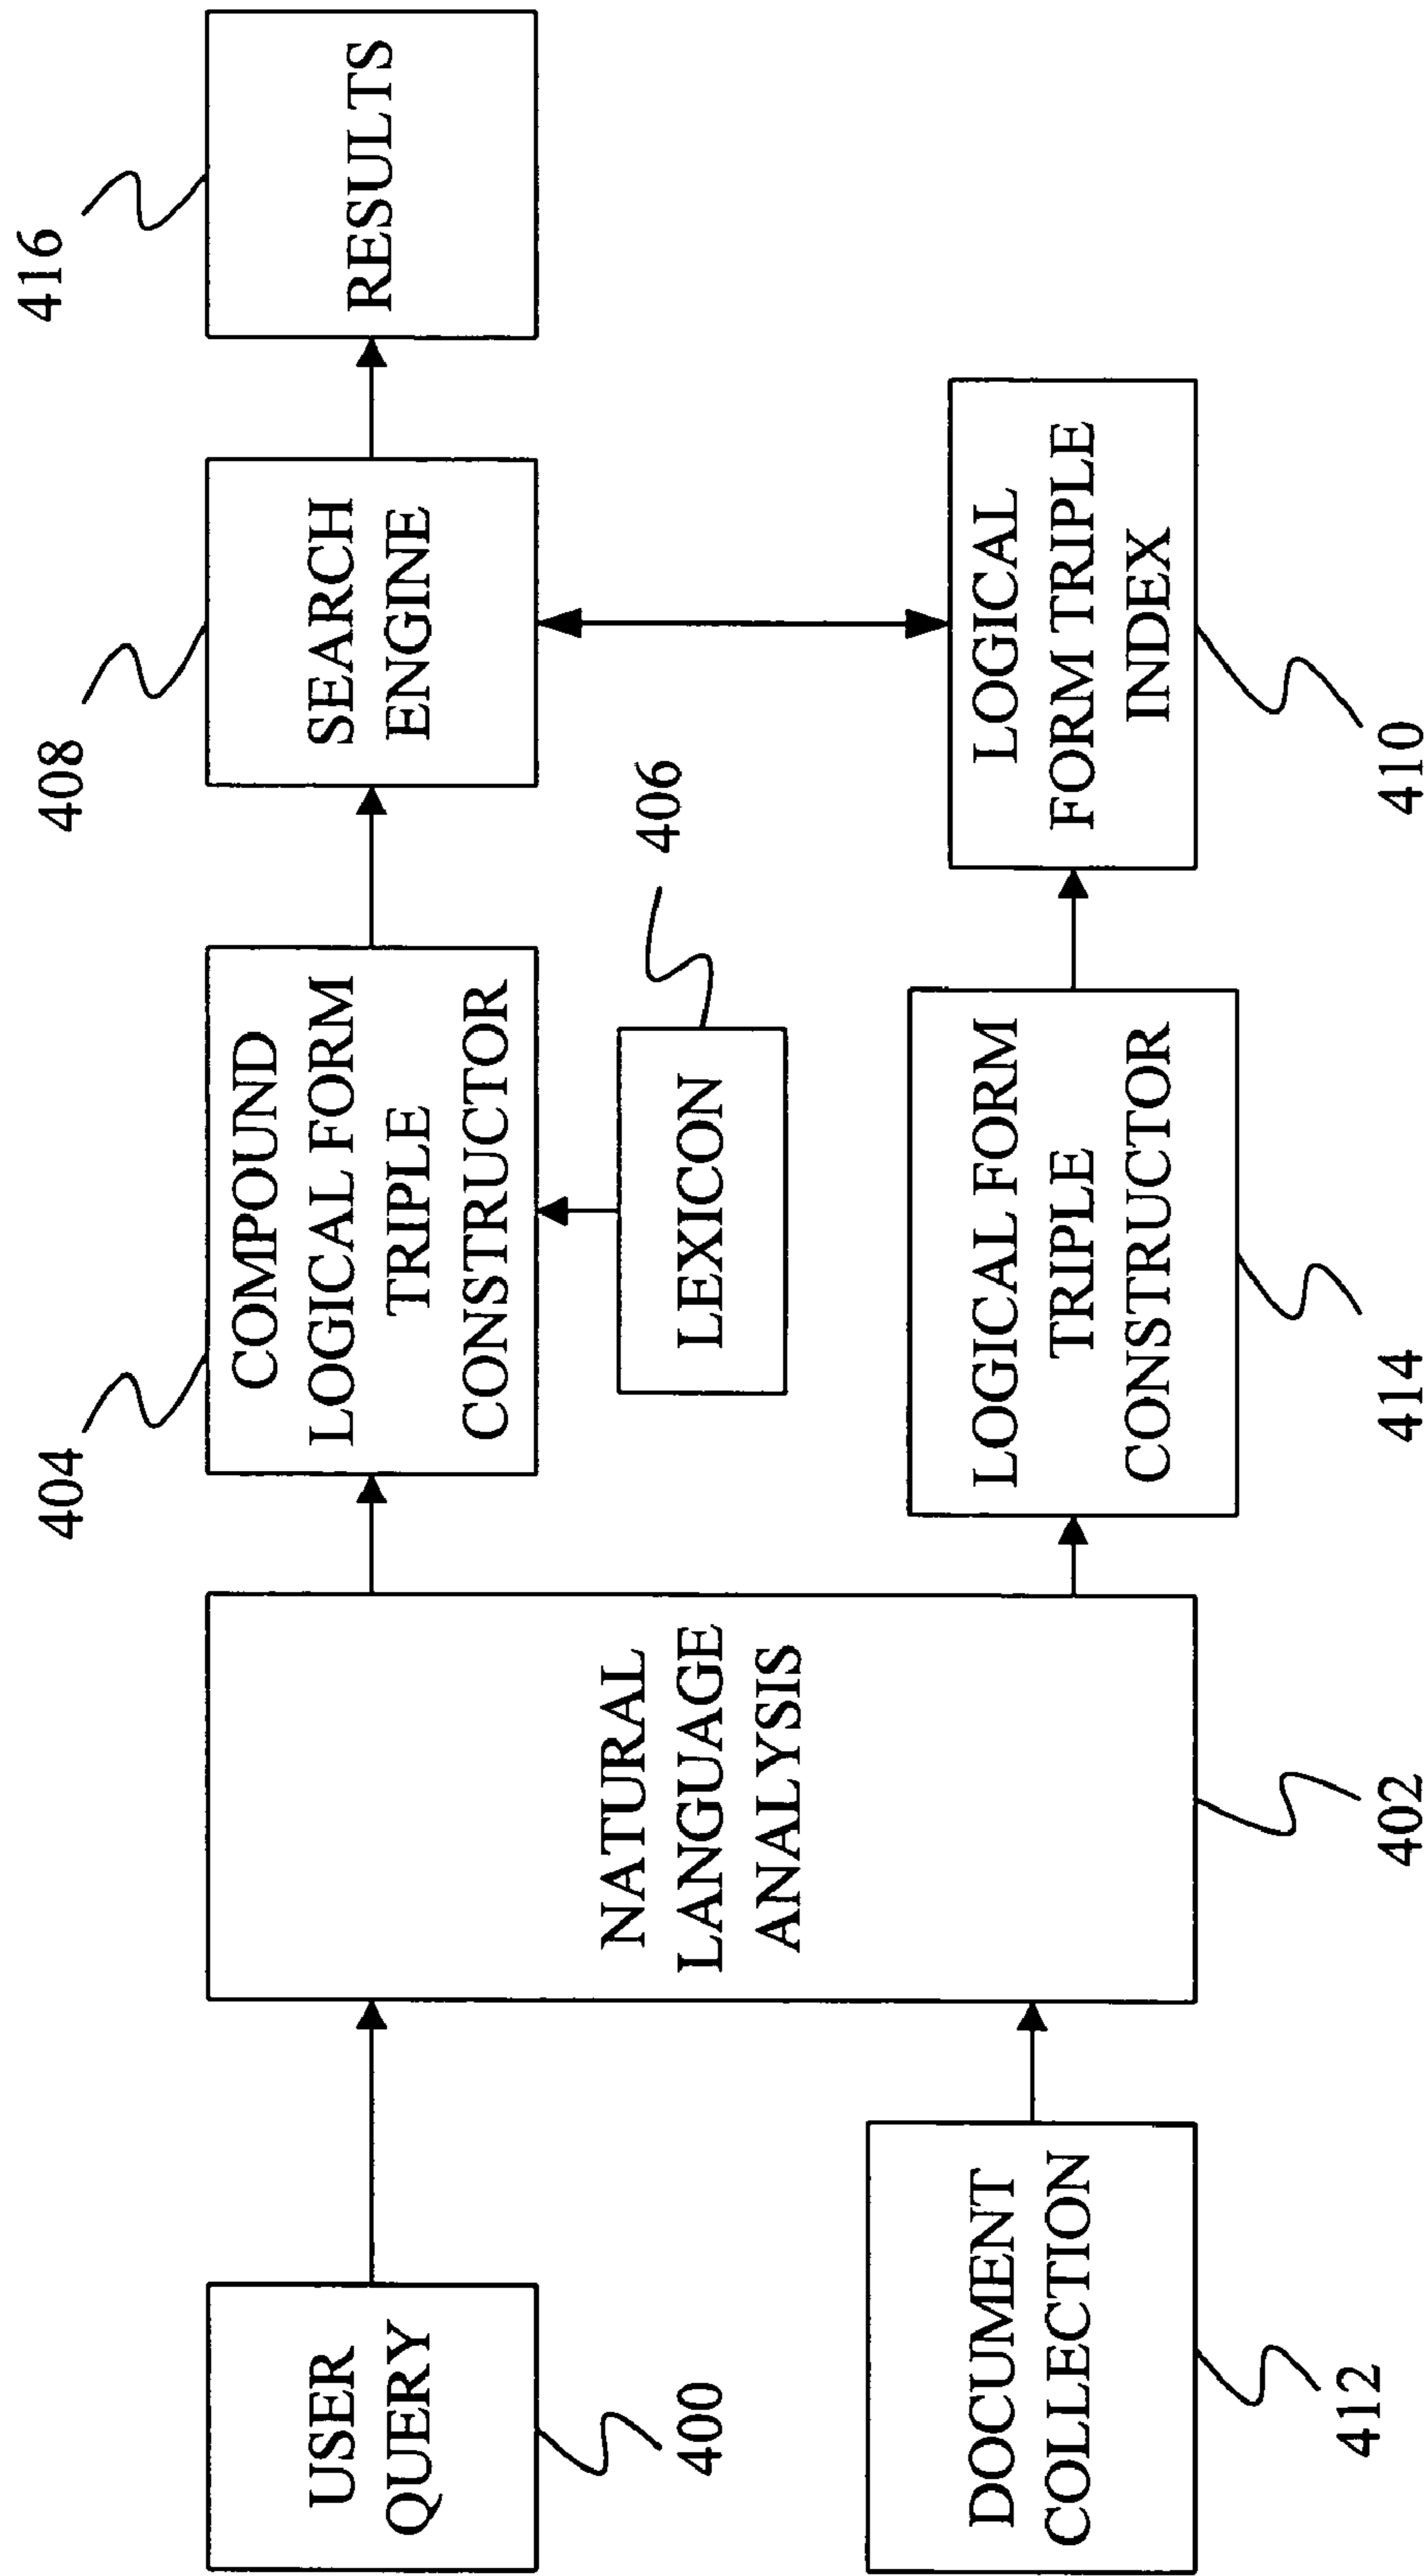 USER
QUERY
400
DOCUMENT
COLLECTION
412
NATURAL
LANGUAGE
ANALYSIS
402
404
COMPOUND
LOGICAL FORM
TRIPLE
CONSTRUCTOR
LEXICON
406
LOGICAL FORM
TRIPLE
CONSTRUCTOR
414
408
SEARCH
ENGINE
LOGICAL
FORM TRIPLE
INDEX
410
416
RESULTS